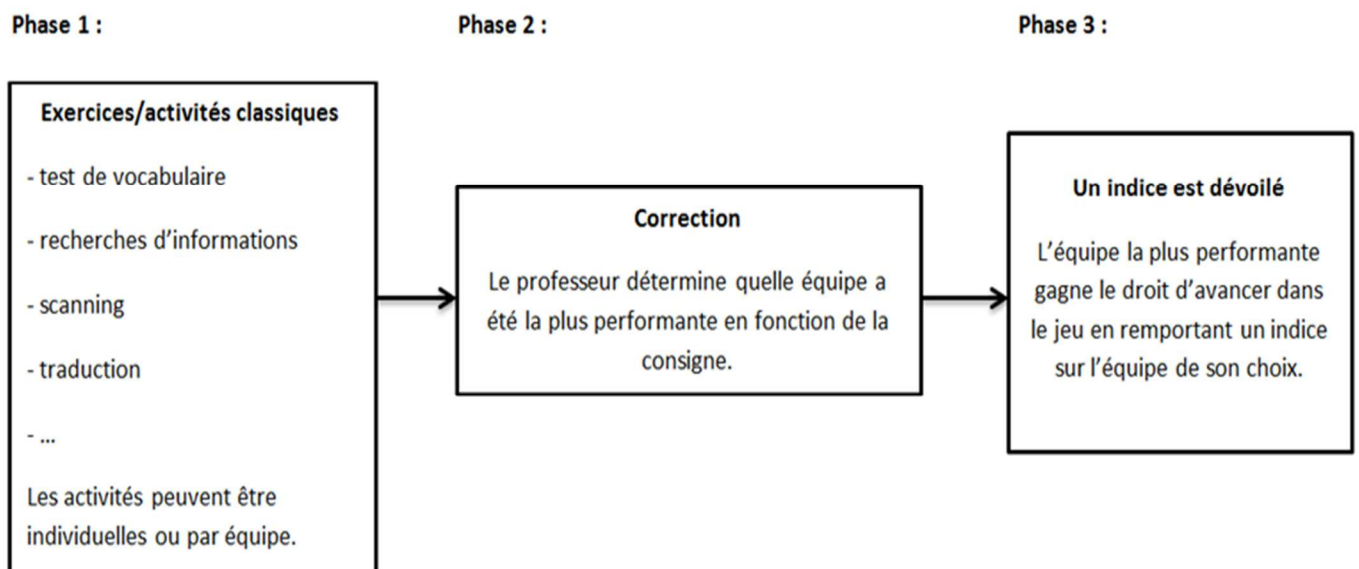 Phase 1 :
Phase 2 :
Phase 3 :
Exercices/activités classiques
- test de vocabulaire
- recherches d'informations
- scanning
- traduction
- ...
Les activités peuvent être
individuelles ou par équipe.
Correction
Le professeur détermine quelle équipe a
été la plus performante en fonction de la
consigne.
Un indice est dévoilé
L'équipe la plus performante
gagne le droit d'avancer dans
le jeu en remportant un indice
sur l'équipe de son choix.